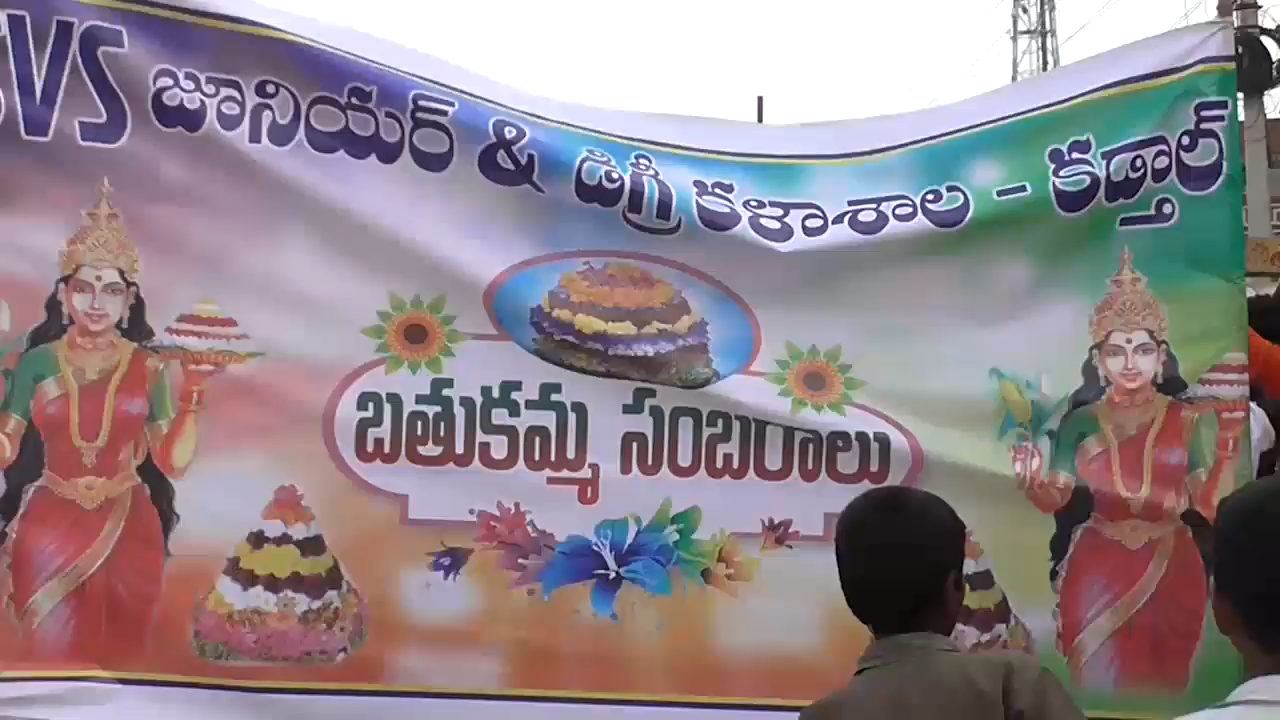 VS జూనియర్ & డిగ్రీ కళాశాల - కడ్తాల్
బతుకమ్మ సంబరాలు